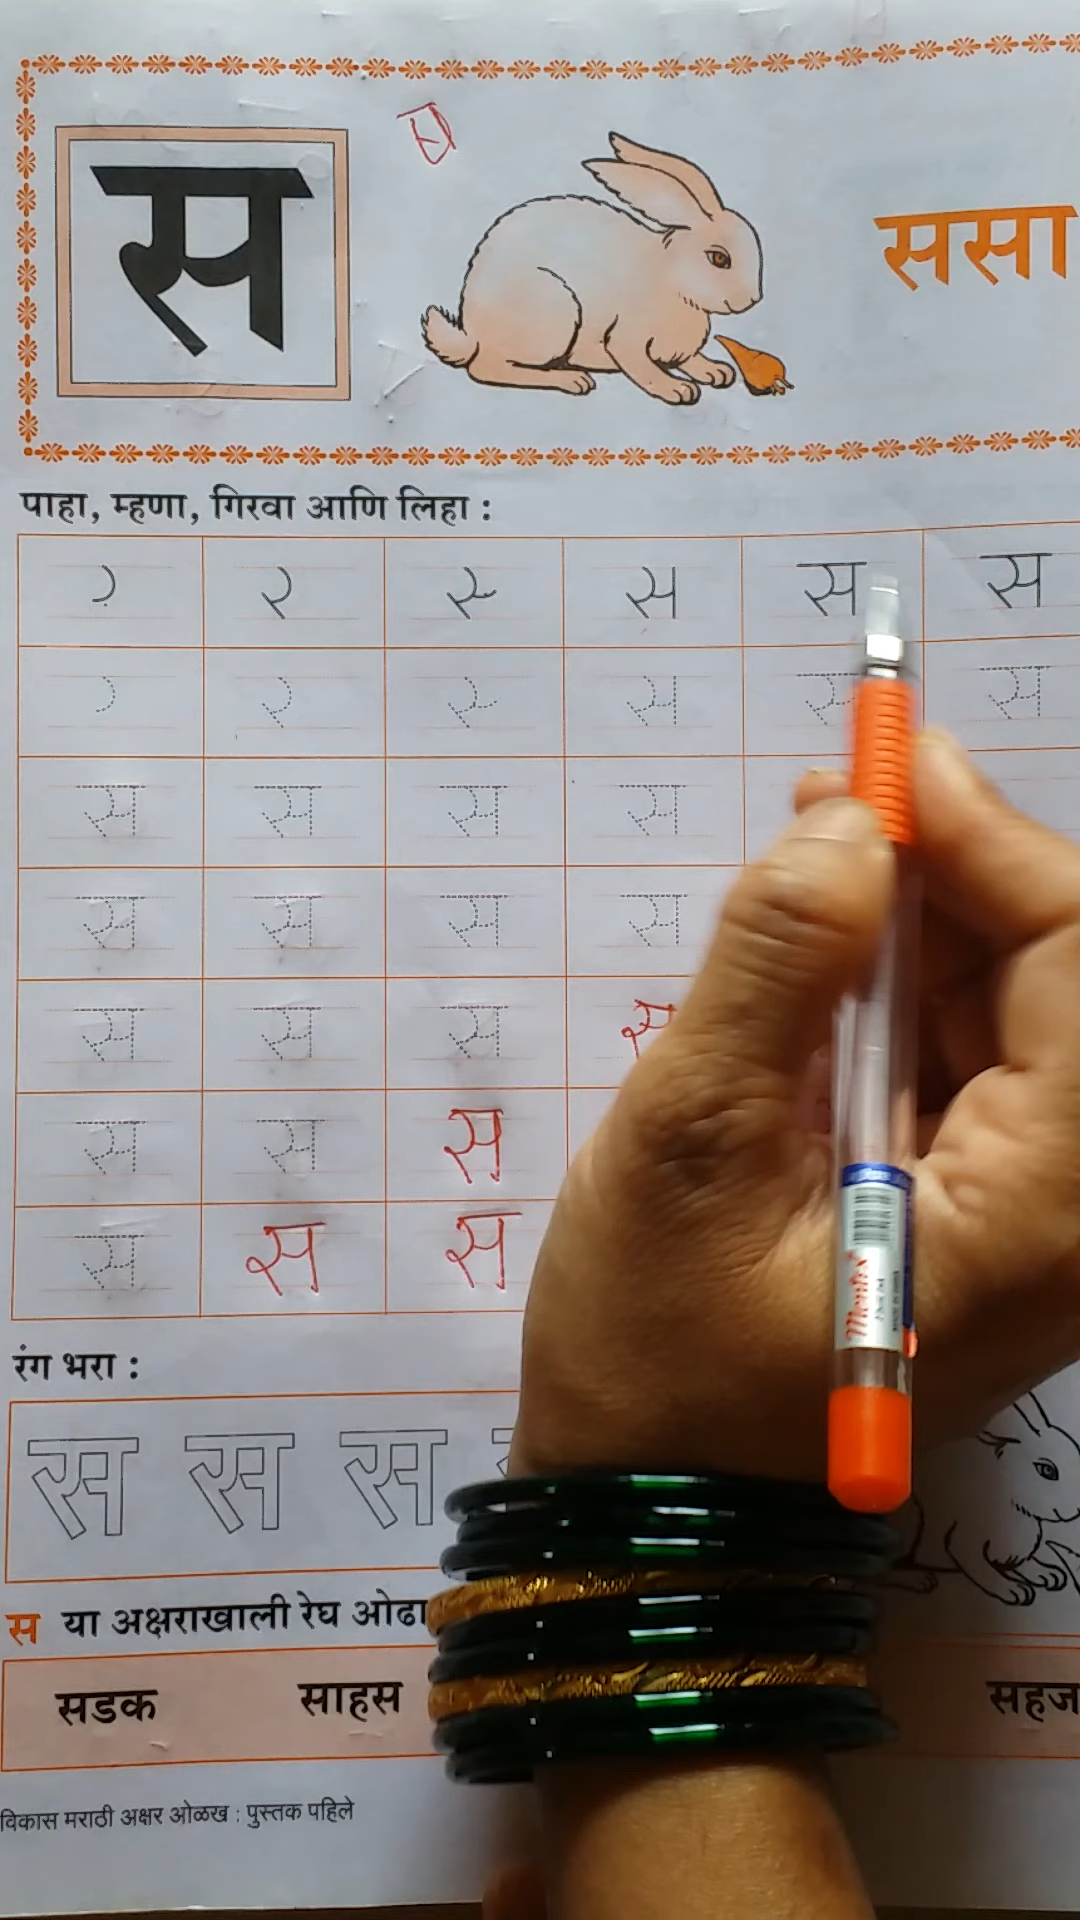 स
ससा
पाहा, म्हणा, गिरवा आणि लिहा :
र स स स
र स स स
स स स स
स स स स
स स स
स स स
स स स
रंग भरा :
स स स
स या अक्षराखाली रेघ ओढा
सडक साहस सहज
विकास मराठी अक्षर ओळख : पुस्तक पहिले